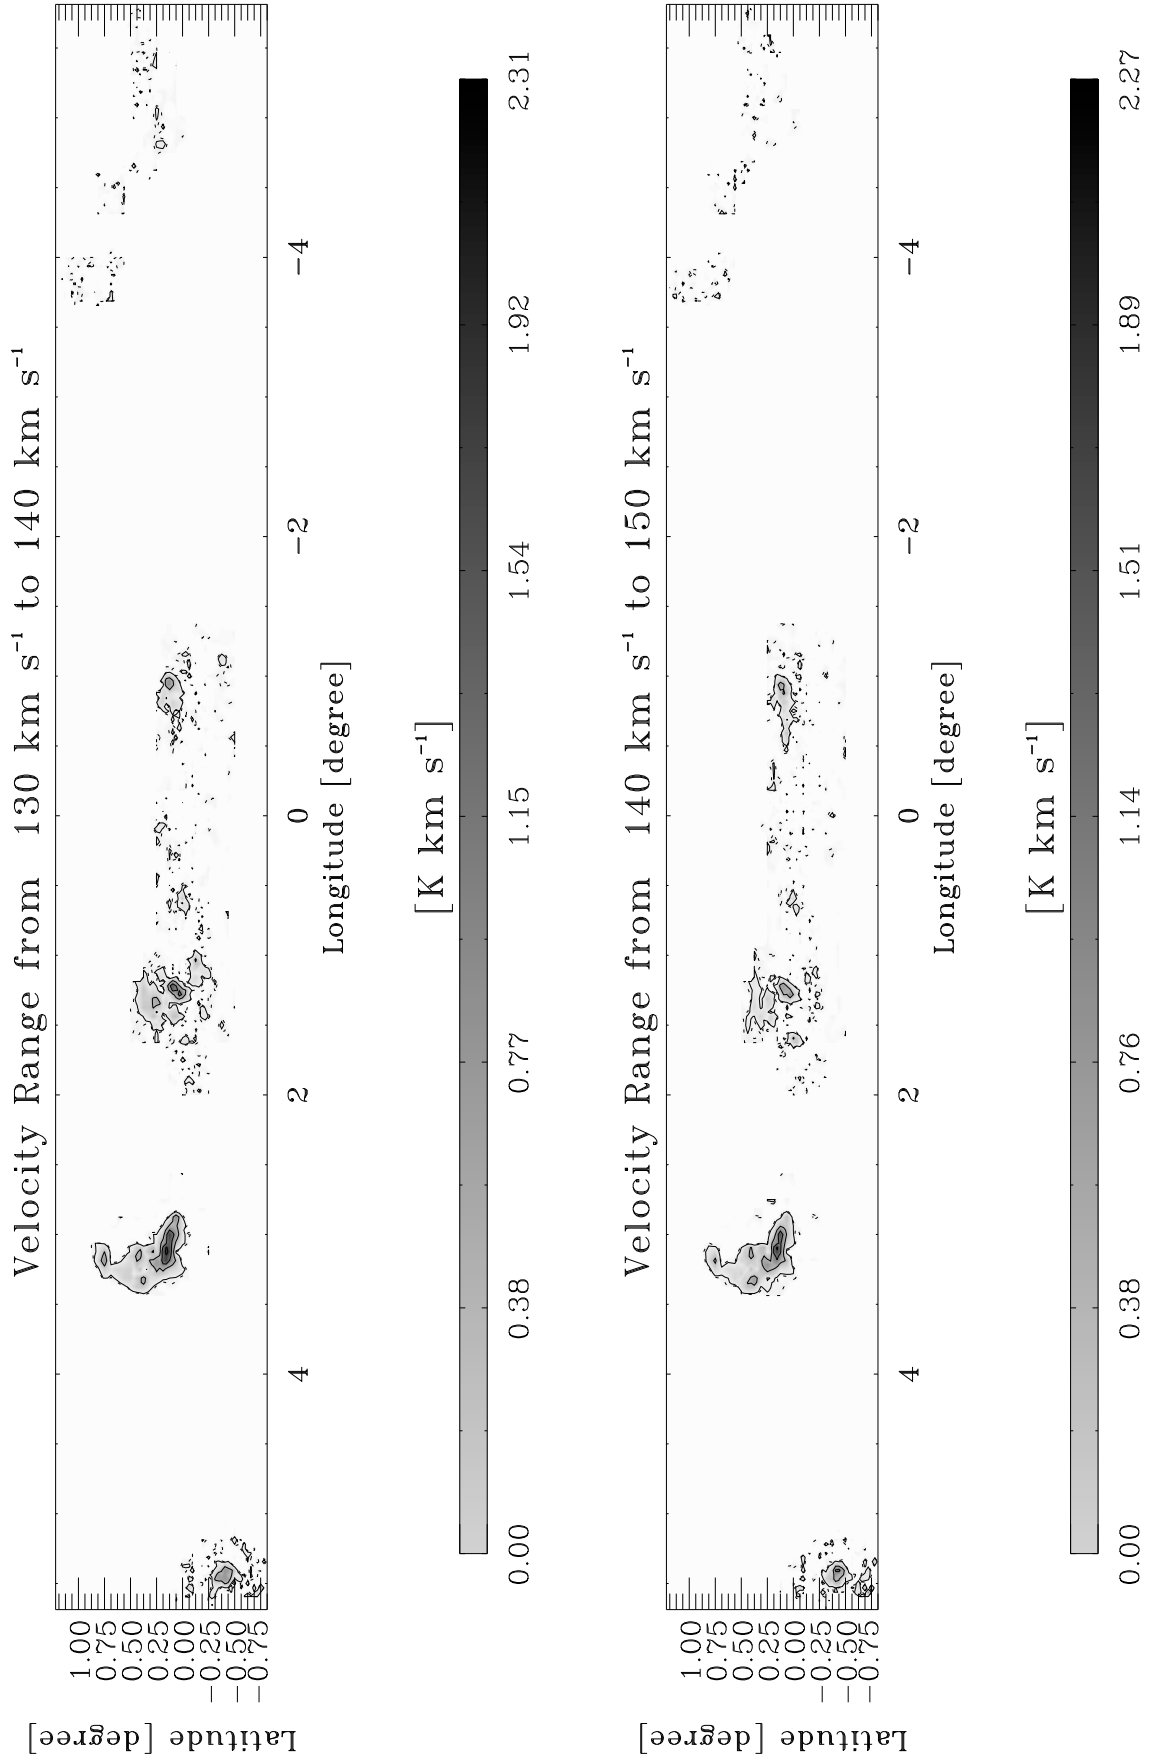 Velocity Range from 130 km s⁻¹ to 140 km s⁻¹
Latitude [degree]
1.00
0.75
0.50
0.25
0.00
−0.25
−0.50
−0.75
4 2 0 −2 −4
Longitude [degree]
[K km s⁻¹]
0.00 0.38 0.77 1.15 1.54 1.92 2.31
Velocity Range from 140 km s⁻¹ to 150 km s⁻¹
Latitude [degree]
1.00
0.75
0.50
0.25
0.00
−0.25
−0.50
−0.75
4 2 0 −2 −4
Longitude [degree]
[K km s⁻¹]
0.00 0.38 0.76 1.14 1.51 1.89 2.27